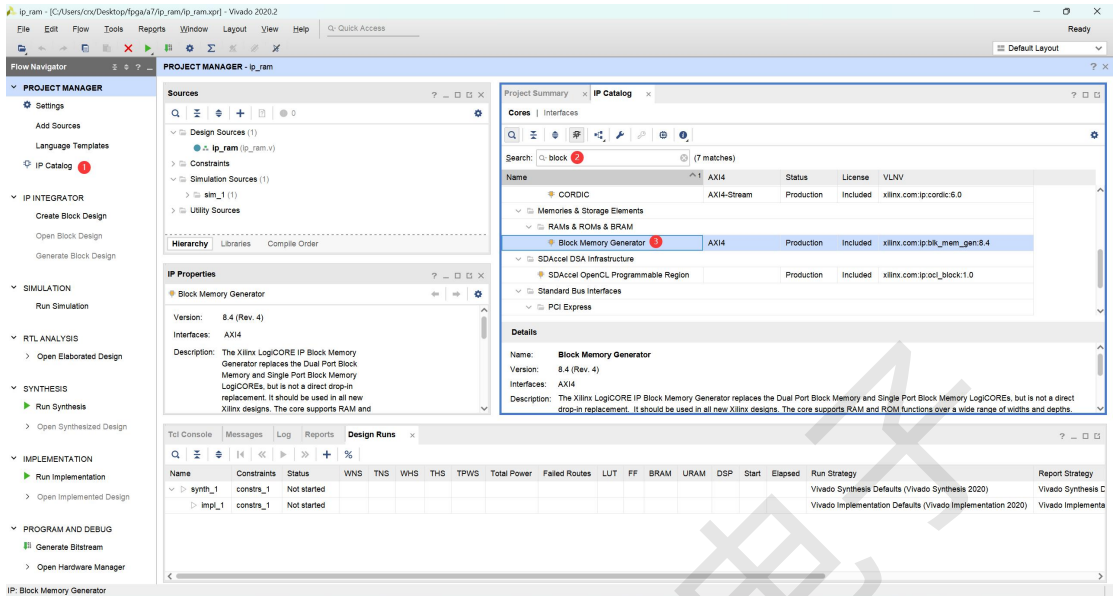 ip_ram - [C:/Users/crx/Desktop/fpga/a7/ip_ram/ip_ram.xpr] - Vivado 2020.2
File Edit Flow Tools Reports Window Layout View Help Quick Access
Ready
Default Layout
Flow Navigator
PROJECT MANAGER
Settings
Add Sources
Language Templates
IP Catalog 1
IP INTEGRATOR
Create Block Design
Open Block Design
Generate Block Design
SIMULATION
Run Simulation
RTL ANALYSIS
Open Elaborated Design
SYNTHESIS
Run Synthesis
Open Synthesized Design
IMPLEMENTATION
Run Implementation
Open Implemented Design
PROGRAM AND DEBUG
Generate Bitstream
Open Hardware Manager
PROJECT MANAGER - ip_ram
Sources
0
Design Sources (1)
ip_ram (ip_ram.v)
Constraints
Simulation Sources (1)
sim_1 (1)
Utility Sources
Hierarchy Libraries Compile Order
IP Properties
Block Memory Generator
Version: 8.4 (Rev. 4)
Interfaces: AXI4
Description: The Xilinx LogiCORE IP Block Memory
Generator replaces the Dual Port Block
Memory and Single Port Block Memory
LogiCOREs, but is not a direct drop-in
replacement. It should be used in all new
Xilinx designs. The core supports RAM and
Project Summary IP Catalog
Cores | Interfaces
Search: block 2 (7 matches)
Name 1 AXI4 Status License VLNV
CORDIC AXI4-Stream Production Included xilinx.com:ip:cordic:6.0
Memories & Storage Elements
RAMs & ROMs & BRAM
Block Memory Generator 3 AXI4 Production Included xilinx.com:ip:blk_mem_gen:8.4
SDAccel DSA Infrastructure
SDAccel OpenCL Programmable Region Production Included xilinx.com:ip:ocl_block:1.0
Standard Bus Interfaces
PCI Express
Details
Name: Block Memory Generator
Version: 8.4 (Rev. 4)
Interfaces: AXI4
Description: The Xilinx LogiCORE IP Block Memory Generator replaces the Dual Port Block Memory and Single Port Block Memory LogiCOREs, but is not a direct
drop-in replacement. It should be used in all new Xilinx designs. The core supports RAM and ROM functions over a wide range of widths and depths.
Tcl Console Messages Log Reports Design Runs
Name Constraints Status WNS TNS WHS THS TPWS Total Power Failed Routes LUT FF BRAM URAM DSP Start Elapsed Run Strategy Report Strategy
synth_1 constrs_1 Not started Vivado Synthesis Defaults (Vivado Synthesis 2020) Vivado Synthesis D
impl_1 constrs_1 Not started Vivado Implementation Defaults (Vivado Implementation 2020) Vivado Implementa
IP: Block Memory Generator